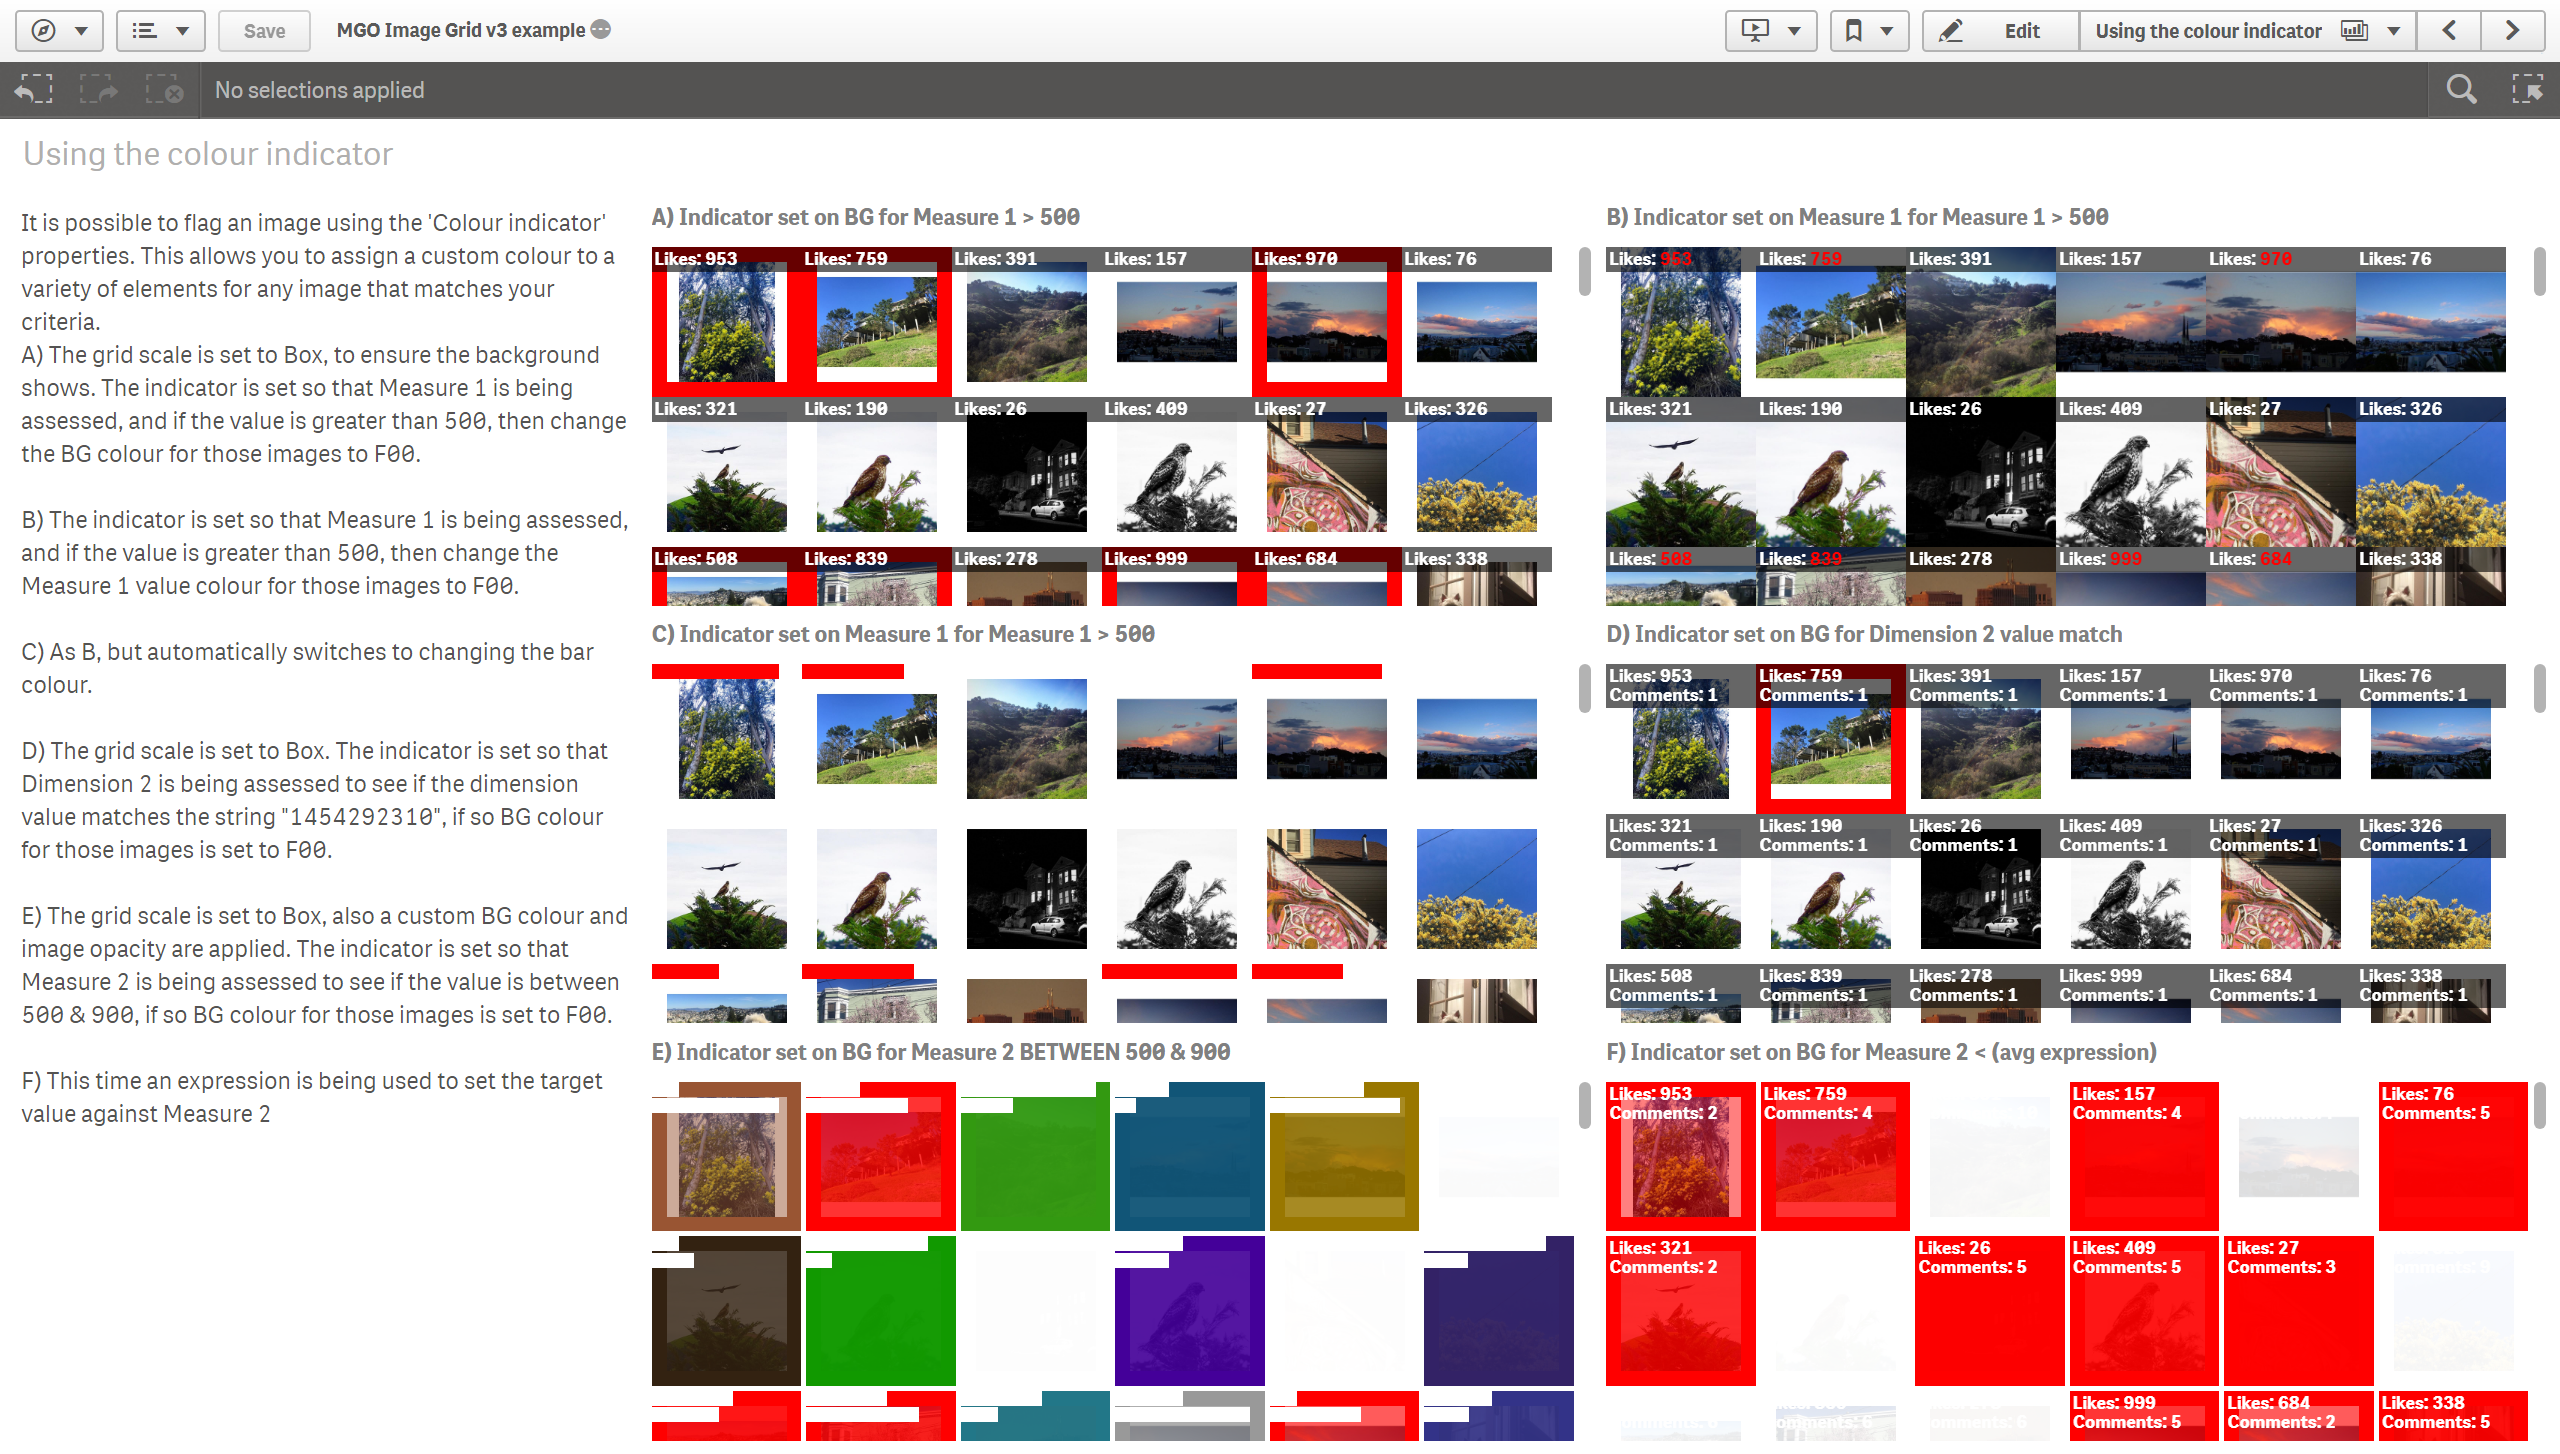 Save
MGO Image Grid v3 example
Edit
Using the colour indicator
No selections applied
Using the colour indicator
It is possible to flag an image using the 'Colour indicator'
properties. This allows you to assign a custom colour to a
variety of elements for any image that matches your
criteria.
A) The grid scale is set to Box, to ensure the background
shows. The indicator is set so that Measure 1 is being
assessed, and if the value is greater than 500, then change
the BG colour for those images to F00.
B) The indicator is set so that Measure 1 is being assessed,
and if the value is greater than 500, then change the
Measure 1 value colour for those images to F00.
C) As B, but automatically switches to changing the bar
colour.
D) The grid scale is set to Box. The indicator is set so that
Dimension 2 is being assessed to see if the dimension
value matches the string "1454292310", if so BG colour
for those images is set to F00.
E) The grid scale is set to Box, also a custom BG colour and
image opacity are applied. The indicator is set so that
Measure 2 is being assessed to see if the value is between
500 & 900, if so BG colour for those images is set to F00.
F) This time an expression is being used to set the target
value against Measure 2
A) Indicator set on BG for Measure 1 > 500
Likes: 953 Likes: 759 Likes: 391 Likes: 157 Likes: 970 Likes: 76
Likes: 321 Likes: 190 Likes: 26 Likes: 409 Likes: 27 Likes: 326
Likes: 508 Likes: 839 Likes: 278 Likes: 999 Likes: 684 Likes: 338
B) Indicator set on Measure 1 for Measure 1 > 500
Likes: 953 Likes: 759 Likes: 391 Likes: 157 Likes: 970 Likes: 76
Likes: 321 Likes: 190 Likes: 26 Likes: 409 Likes: 27 Likes: 326
Likes: 508 Likes: 839 Likes: 278 Likes: 999 Likes: 684 Likes: 338
C) Indicator set on Measure 1 for Measure 1 > 500
D) Indicator set on BG for Dimension 2 value match
Likes: 953 Likes: 759 Likes: 391 Likes: 157 Likes: 970 Likes: 76
Comments: 1 Comments: 1 Comments: 1 Comments: 1 Comments: 1 Comments: 1
Likes: 321 Likes: 190 Likes: 26 Likes: 409 Likes: 27 Likes: 326
Comments: 1 Comments: 1 Comments: 1 Comments: 1 Comments: 1 Comments: 1
Likes: 508 Likes: 839 Likes: 278 Likes: 999 Likes: 684 Likes: 338
Comments: 1 Comments: 1 Comments: 1 Comments: 1 Comments: 1 Comments: 1
E) Indicator set on BG for Measure 2 BETWEEN 500 & 900
F) Indicator set on BG for Measure 2 < (avg expression)
Likes: 953 Likes: 759 Likes: 157 Likes: 76
Comments: 2 Comments: 4 Comments: 4 Comments: 5
Likes: 321 Likes: 26 Likes: 409 Likes: 27
Comments: 2 Comments: 5 Comments: 5 Comments: 3
Likes: 999 Likes: 684 Likes: 338
Comments: 6 Comments: 6 Comments: 5 Comments: 2 Comments: 5